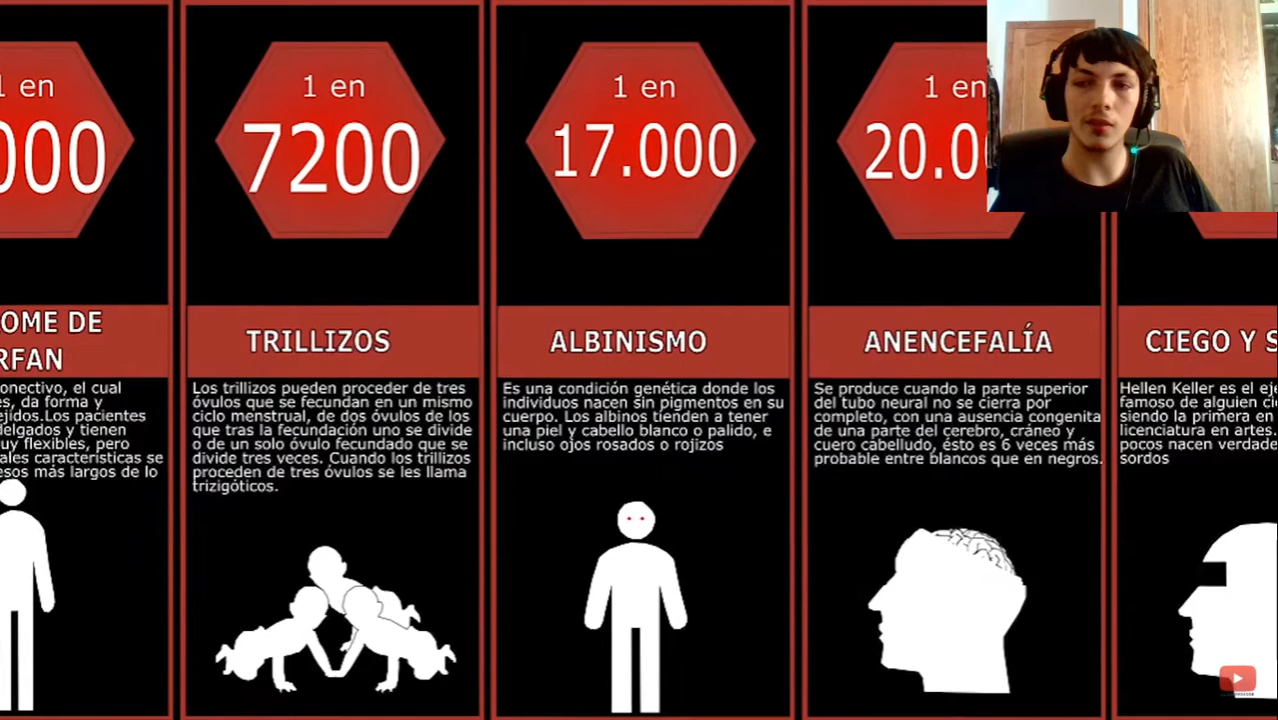 1 en
000
OME DE
RFAN
onectivo, el cual
es, da forma y
ejidos.Los pacientes
delgados y tienen
uy flexibles, pero
ales características se
esos más largos de lo
1 en
7200
TRILLIZOS
Los trillizos pueden proceder de tres
óvulos que se fecundan en un mismo
ciclo menstrual, de dos óvulos de los
que tras la fecundación uno se divide
o de un solo óvulo fecundado que se
divide tres veces. Cuando los trillizos
proceden de tres óvulos se les llama
trizigóticos.
1 en
17.000
ALBINISMO
Es una condición genética donde los
individuos nacen sin pigmentos en su
cuerpo. Los albinos tienden a tener
una piel y cabello blanco o palido, e
incluso ojos rosados o rojizos
1 en
20.0
ANENCEFALÍA
Se produce cuando la parte superior
del tubo neural no se cierra por
completo, con una ausencia congenita
de una parte del cerebro, cráneo y
cuero cabelludo, ésto es 6 veces más
probable entre blancos que en negros.
CIEGO Y S
Hellen Keller es el eje
famoso de alguien ci
siendo la primera en
licenciatura en artes.
pocos nacen verdade
sordos